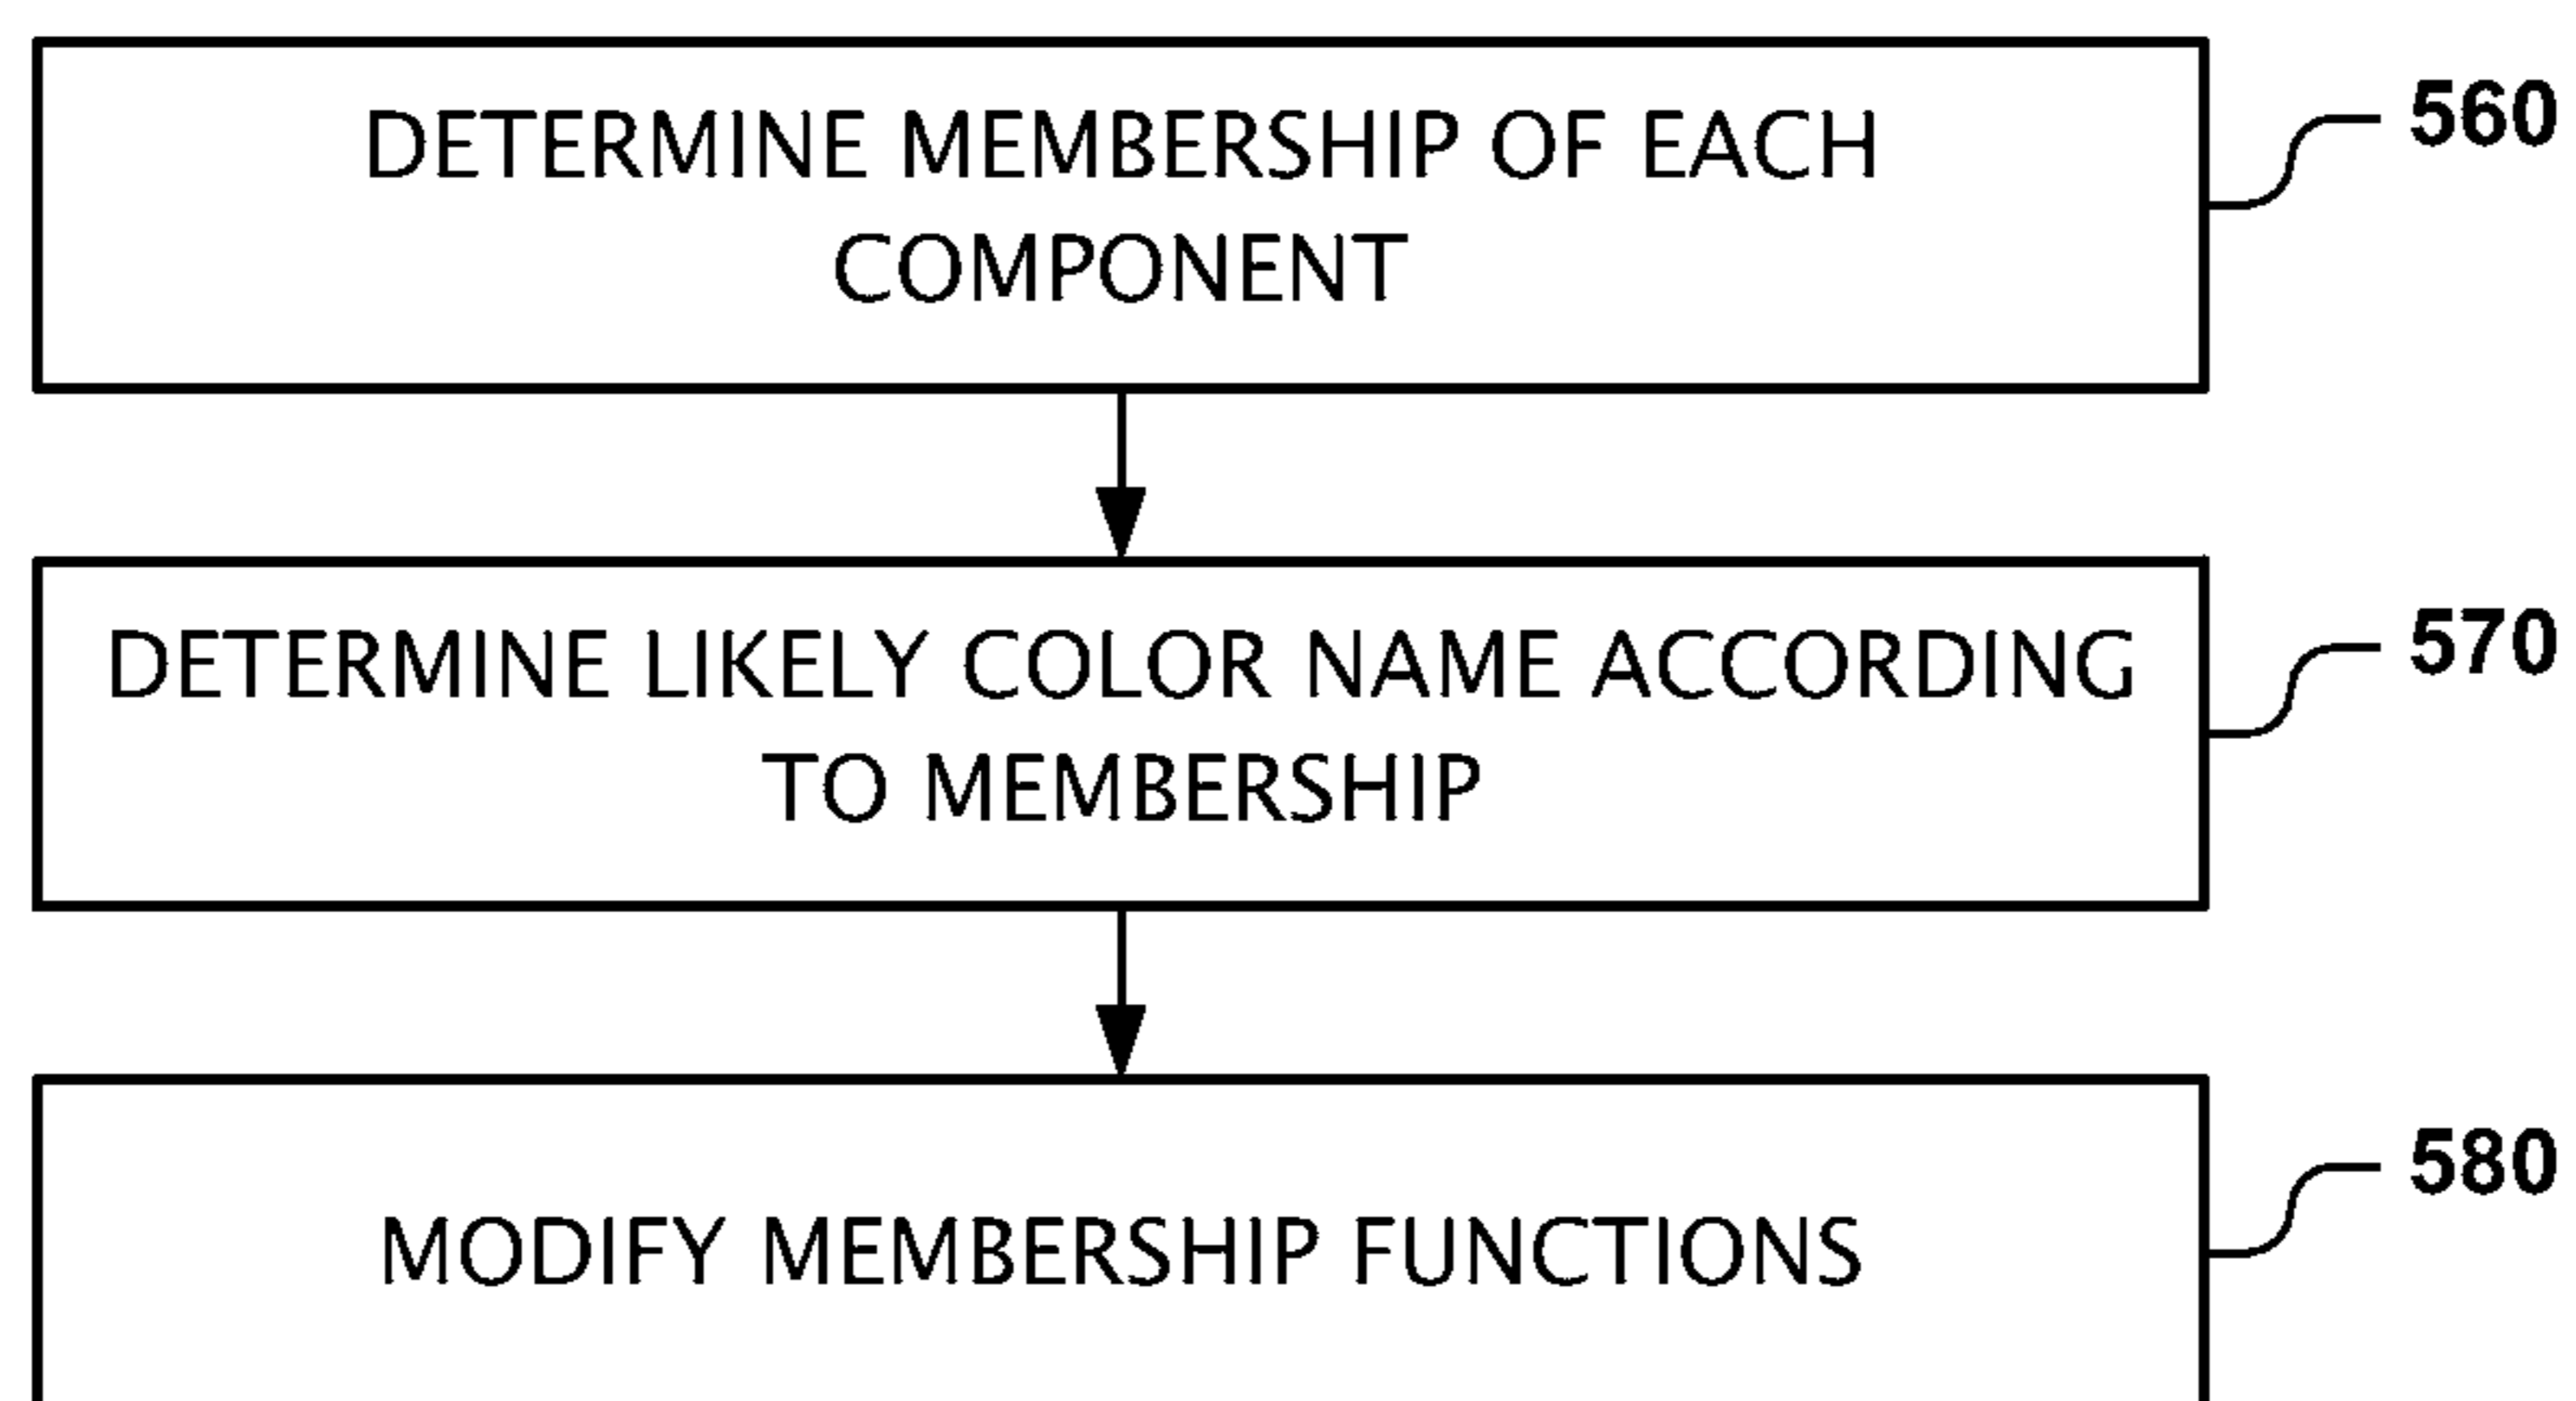 DETERMINE MEMBERSHIP OF EACH
COMPONENT
560
DETERMINE LIKELY COLOR NAME ACCORDING
TO MEMBERSHIP
570
MODIFY MEMBERSHIP FUNCTIONS
580